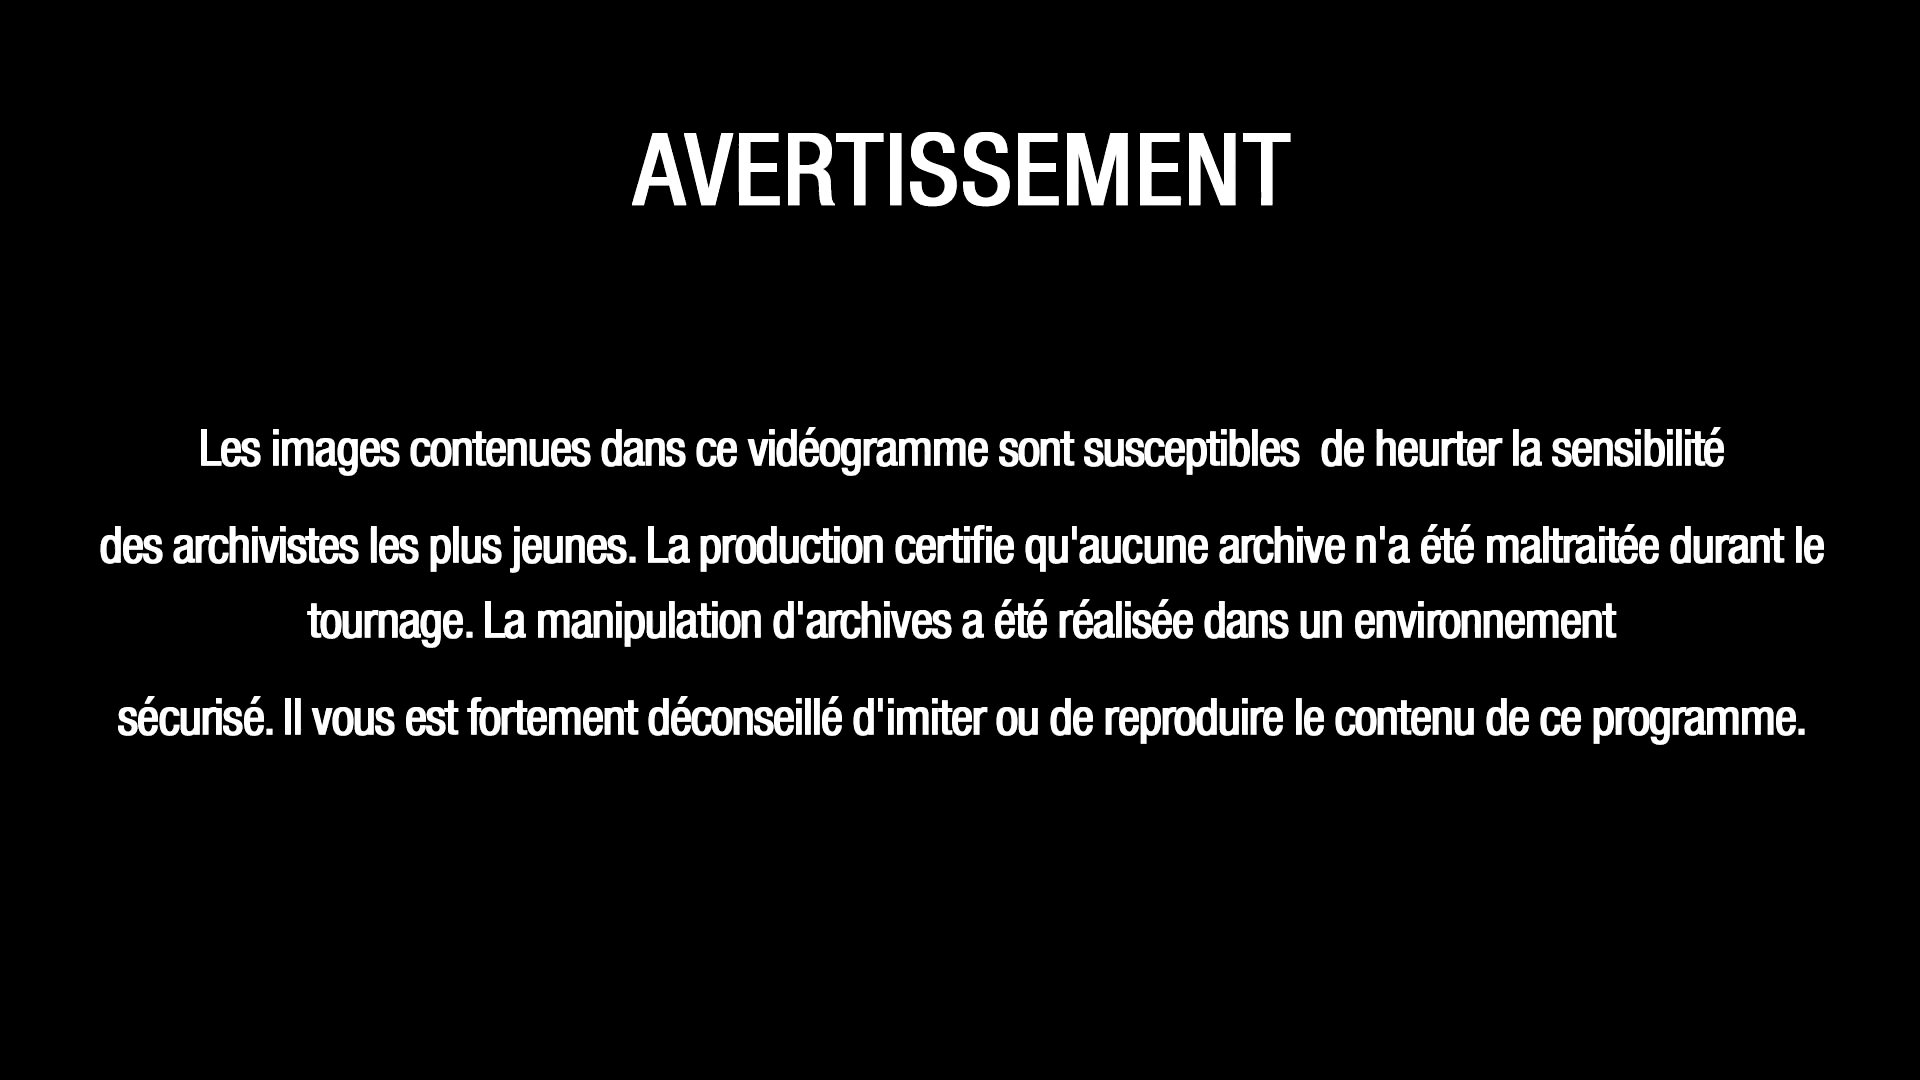 AVERTISSEMENT
Les images contenues dans ce vidéogramme sont susceptibles  de heurter la sensibilité
des archivistes les plus jeunes. La production certifie qu'aucune archive n'a été maltraitée durant le
tournage. La manipulation d'archives a été réalisée dans un environnement
sécurisé. Il vous est fortement déconseillé d'imiter ou de reproduire le contenu de ce programme.